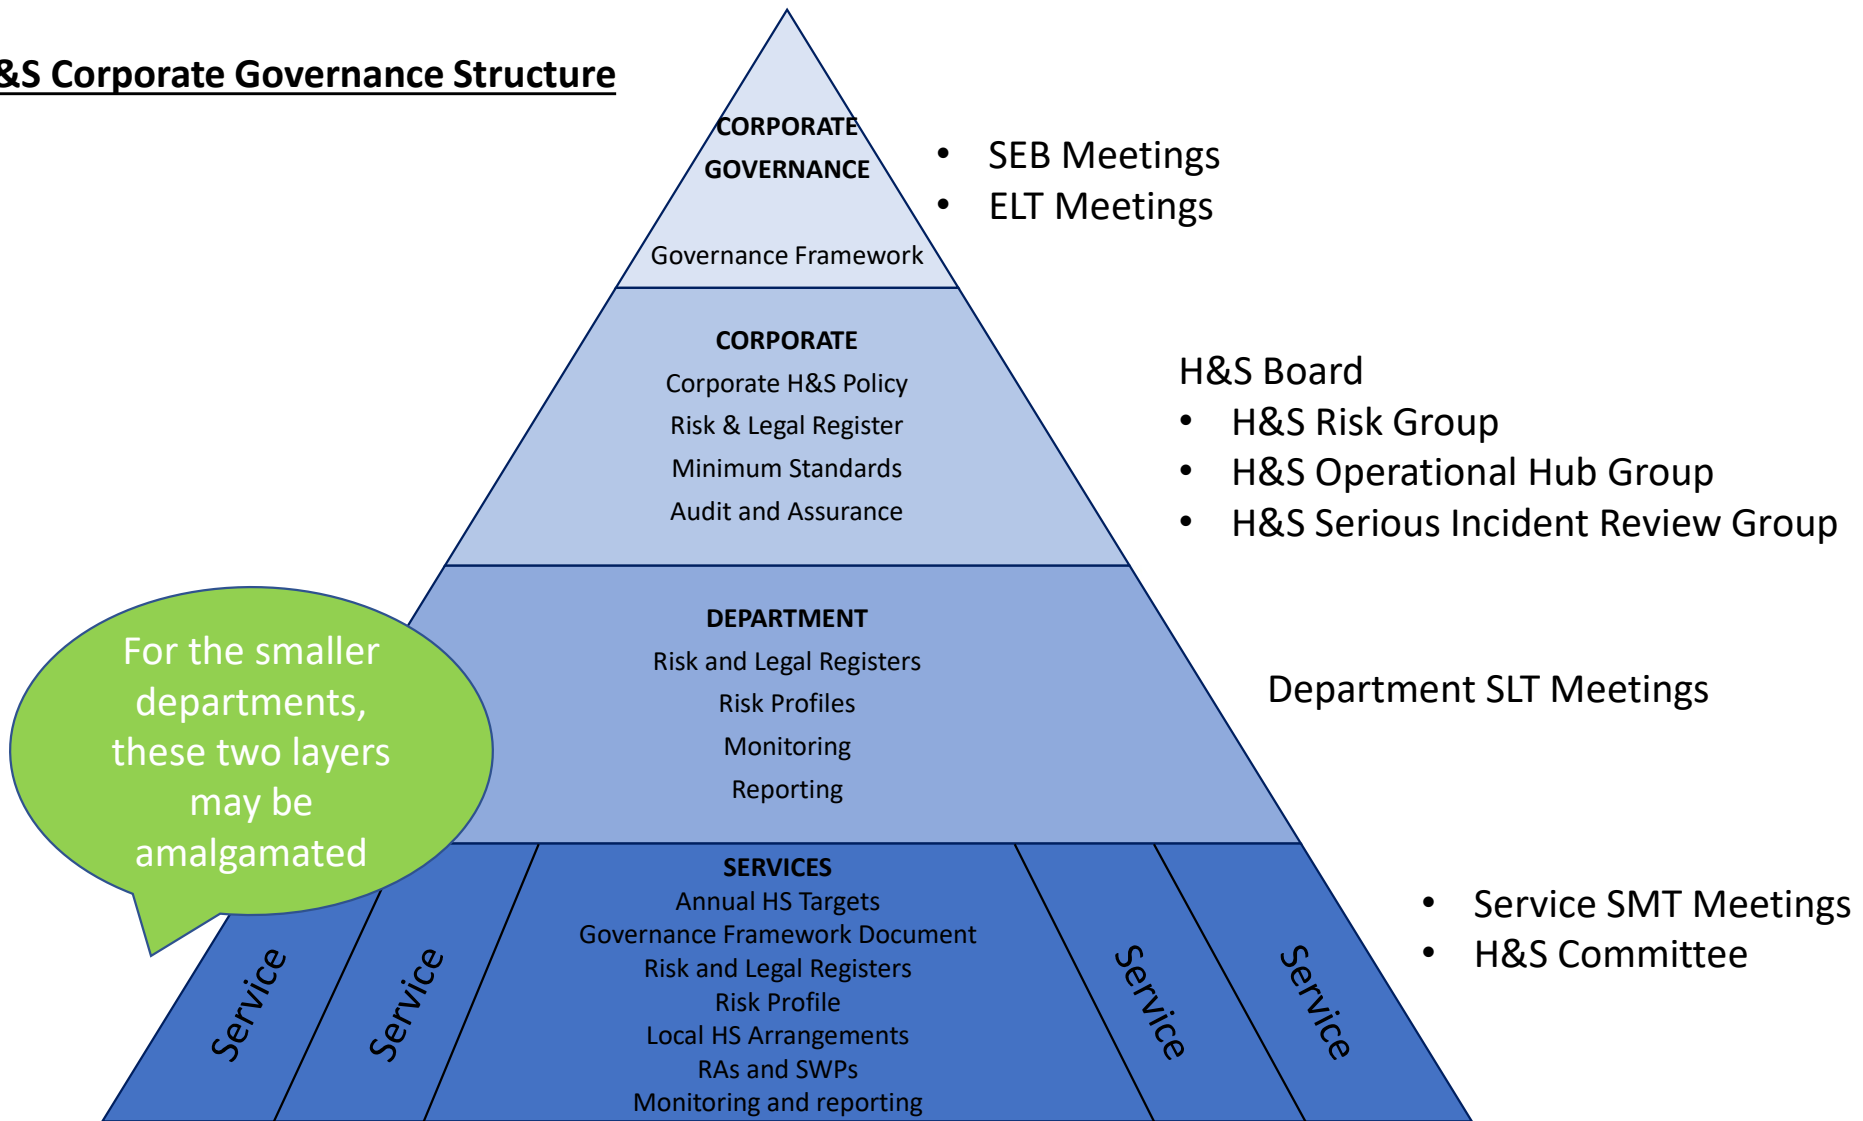 &S Corporate Governance Structure
CORPORATE
GOVERNANCE
Governance Framework
• SEB Meetings
• ELT Meetings
CORPORATE
Corporate H&S Policy
Risk & Legal Register
Minimum Standards
Audit and Assurance
H&S Board
• H&S Risk Group
• H&S Operational Hub Group
• H&S Serious Incident Review Group
DEPARTMENT
Risk and Legal Registers
Risk Profiles
Monitoring
Reporting
Department SLT Meetings
For the smaller
departments,
these two layers
may be
amalgamated
SERVICES
Annual HS Targets
Governance Framework Document
Risk and Legal Registers
Risk Profile
Local HS Arrangements
RAs and SWPs
Monitoring and reporting
Service
Service
Service
Service
• Service SMT Meetings
• H&S Committee